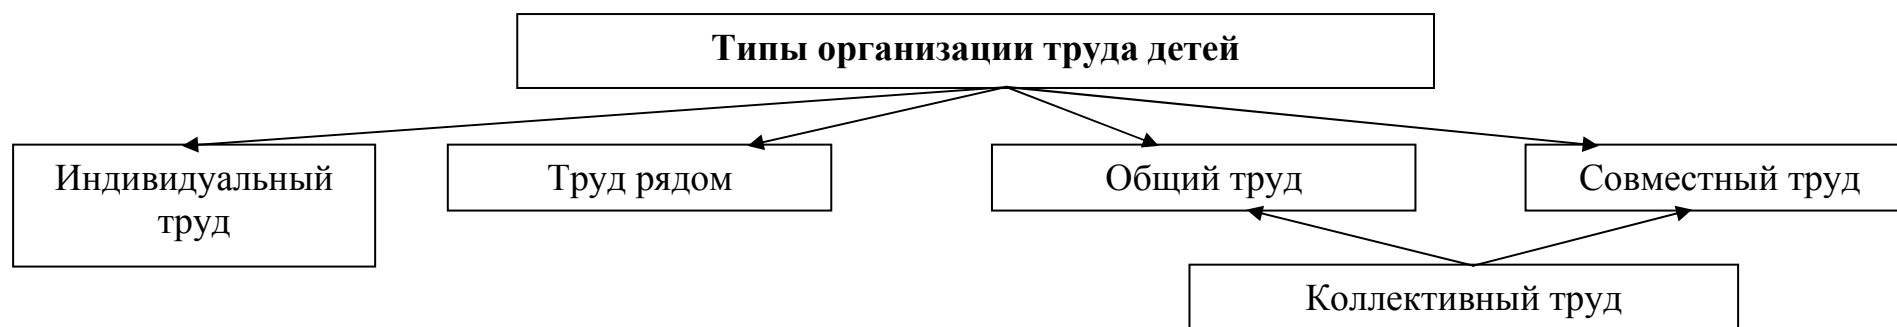 Типы организации труда детей
Индивидуальный
труд
Труд рядом
Общий труд
Совместный труд
Коллективный труд